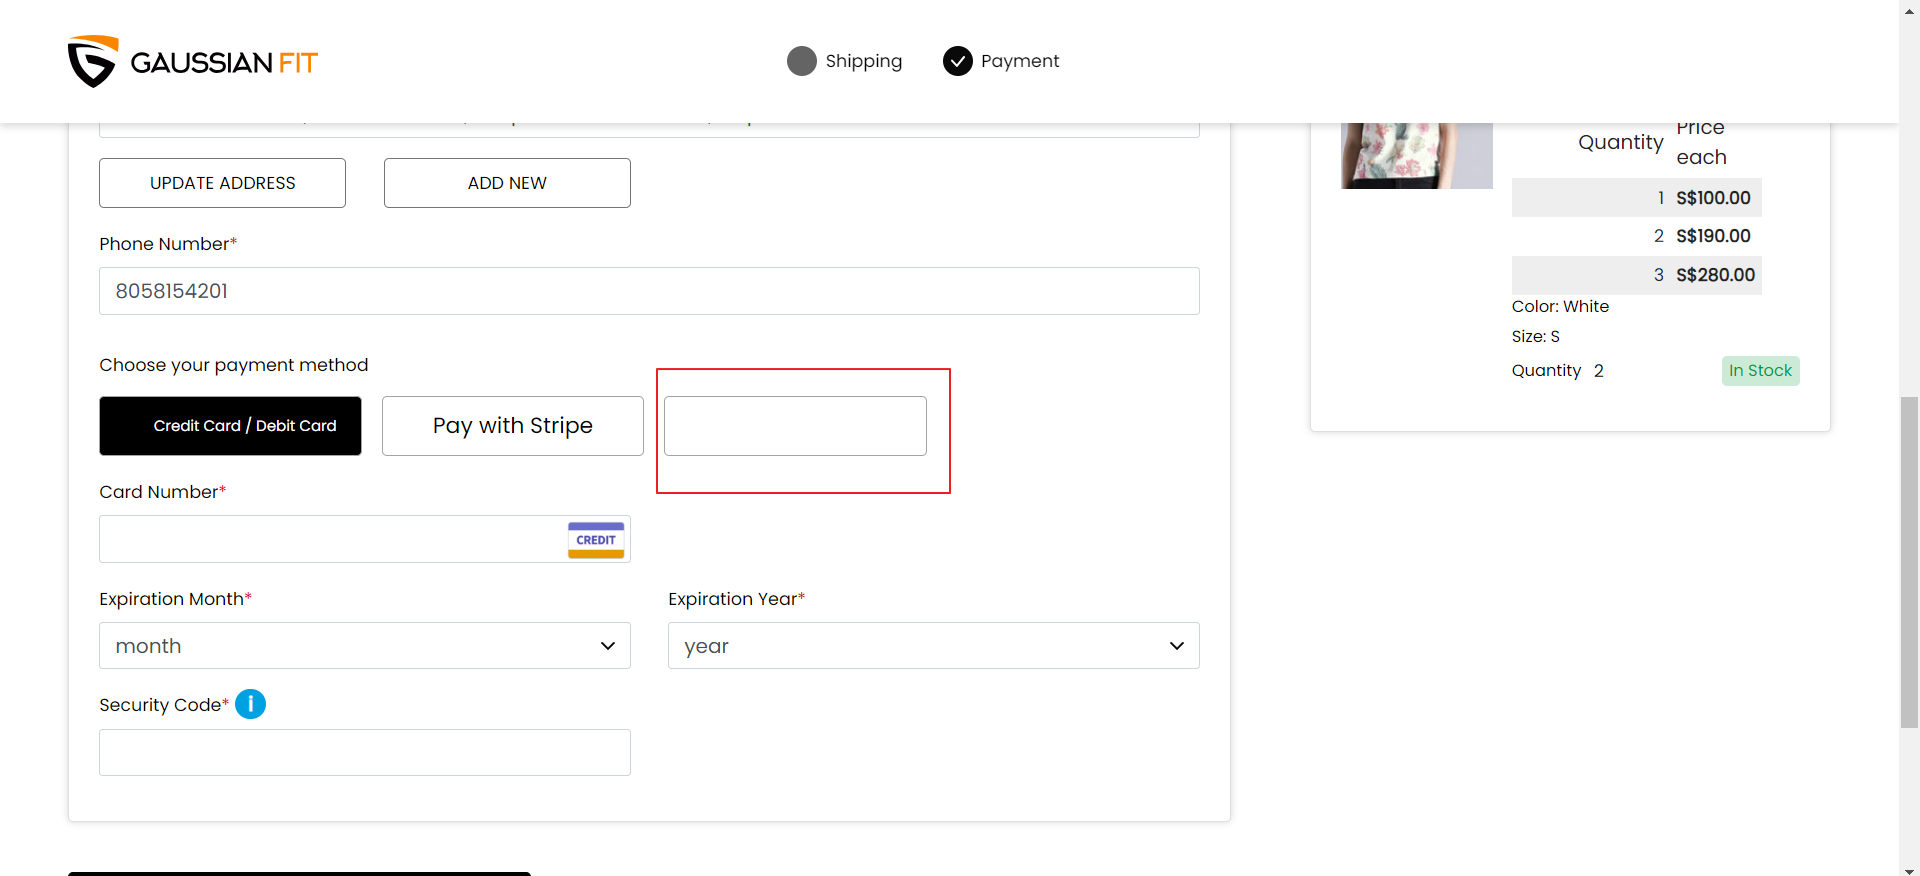 GAUSSIAN FIT
Shipping
Payment
UPDATE ADDRESS
ADD NEW
Phone Number*
8058154201
Choose your payment method
Credit Card / Debit Card
Pay with Stripe
Card Number*
CREDIT
Expiration Month*
Expiration Year*
month
year
Security Code* i
Quantity
Price
each
1 S$100.00
2 S$190.00
3 S$280.00
Color: White
Size: S
Quantity 2
In Stock